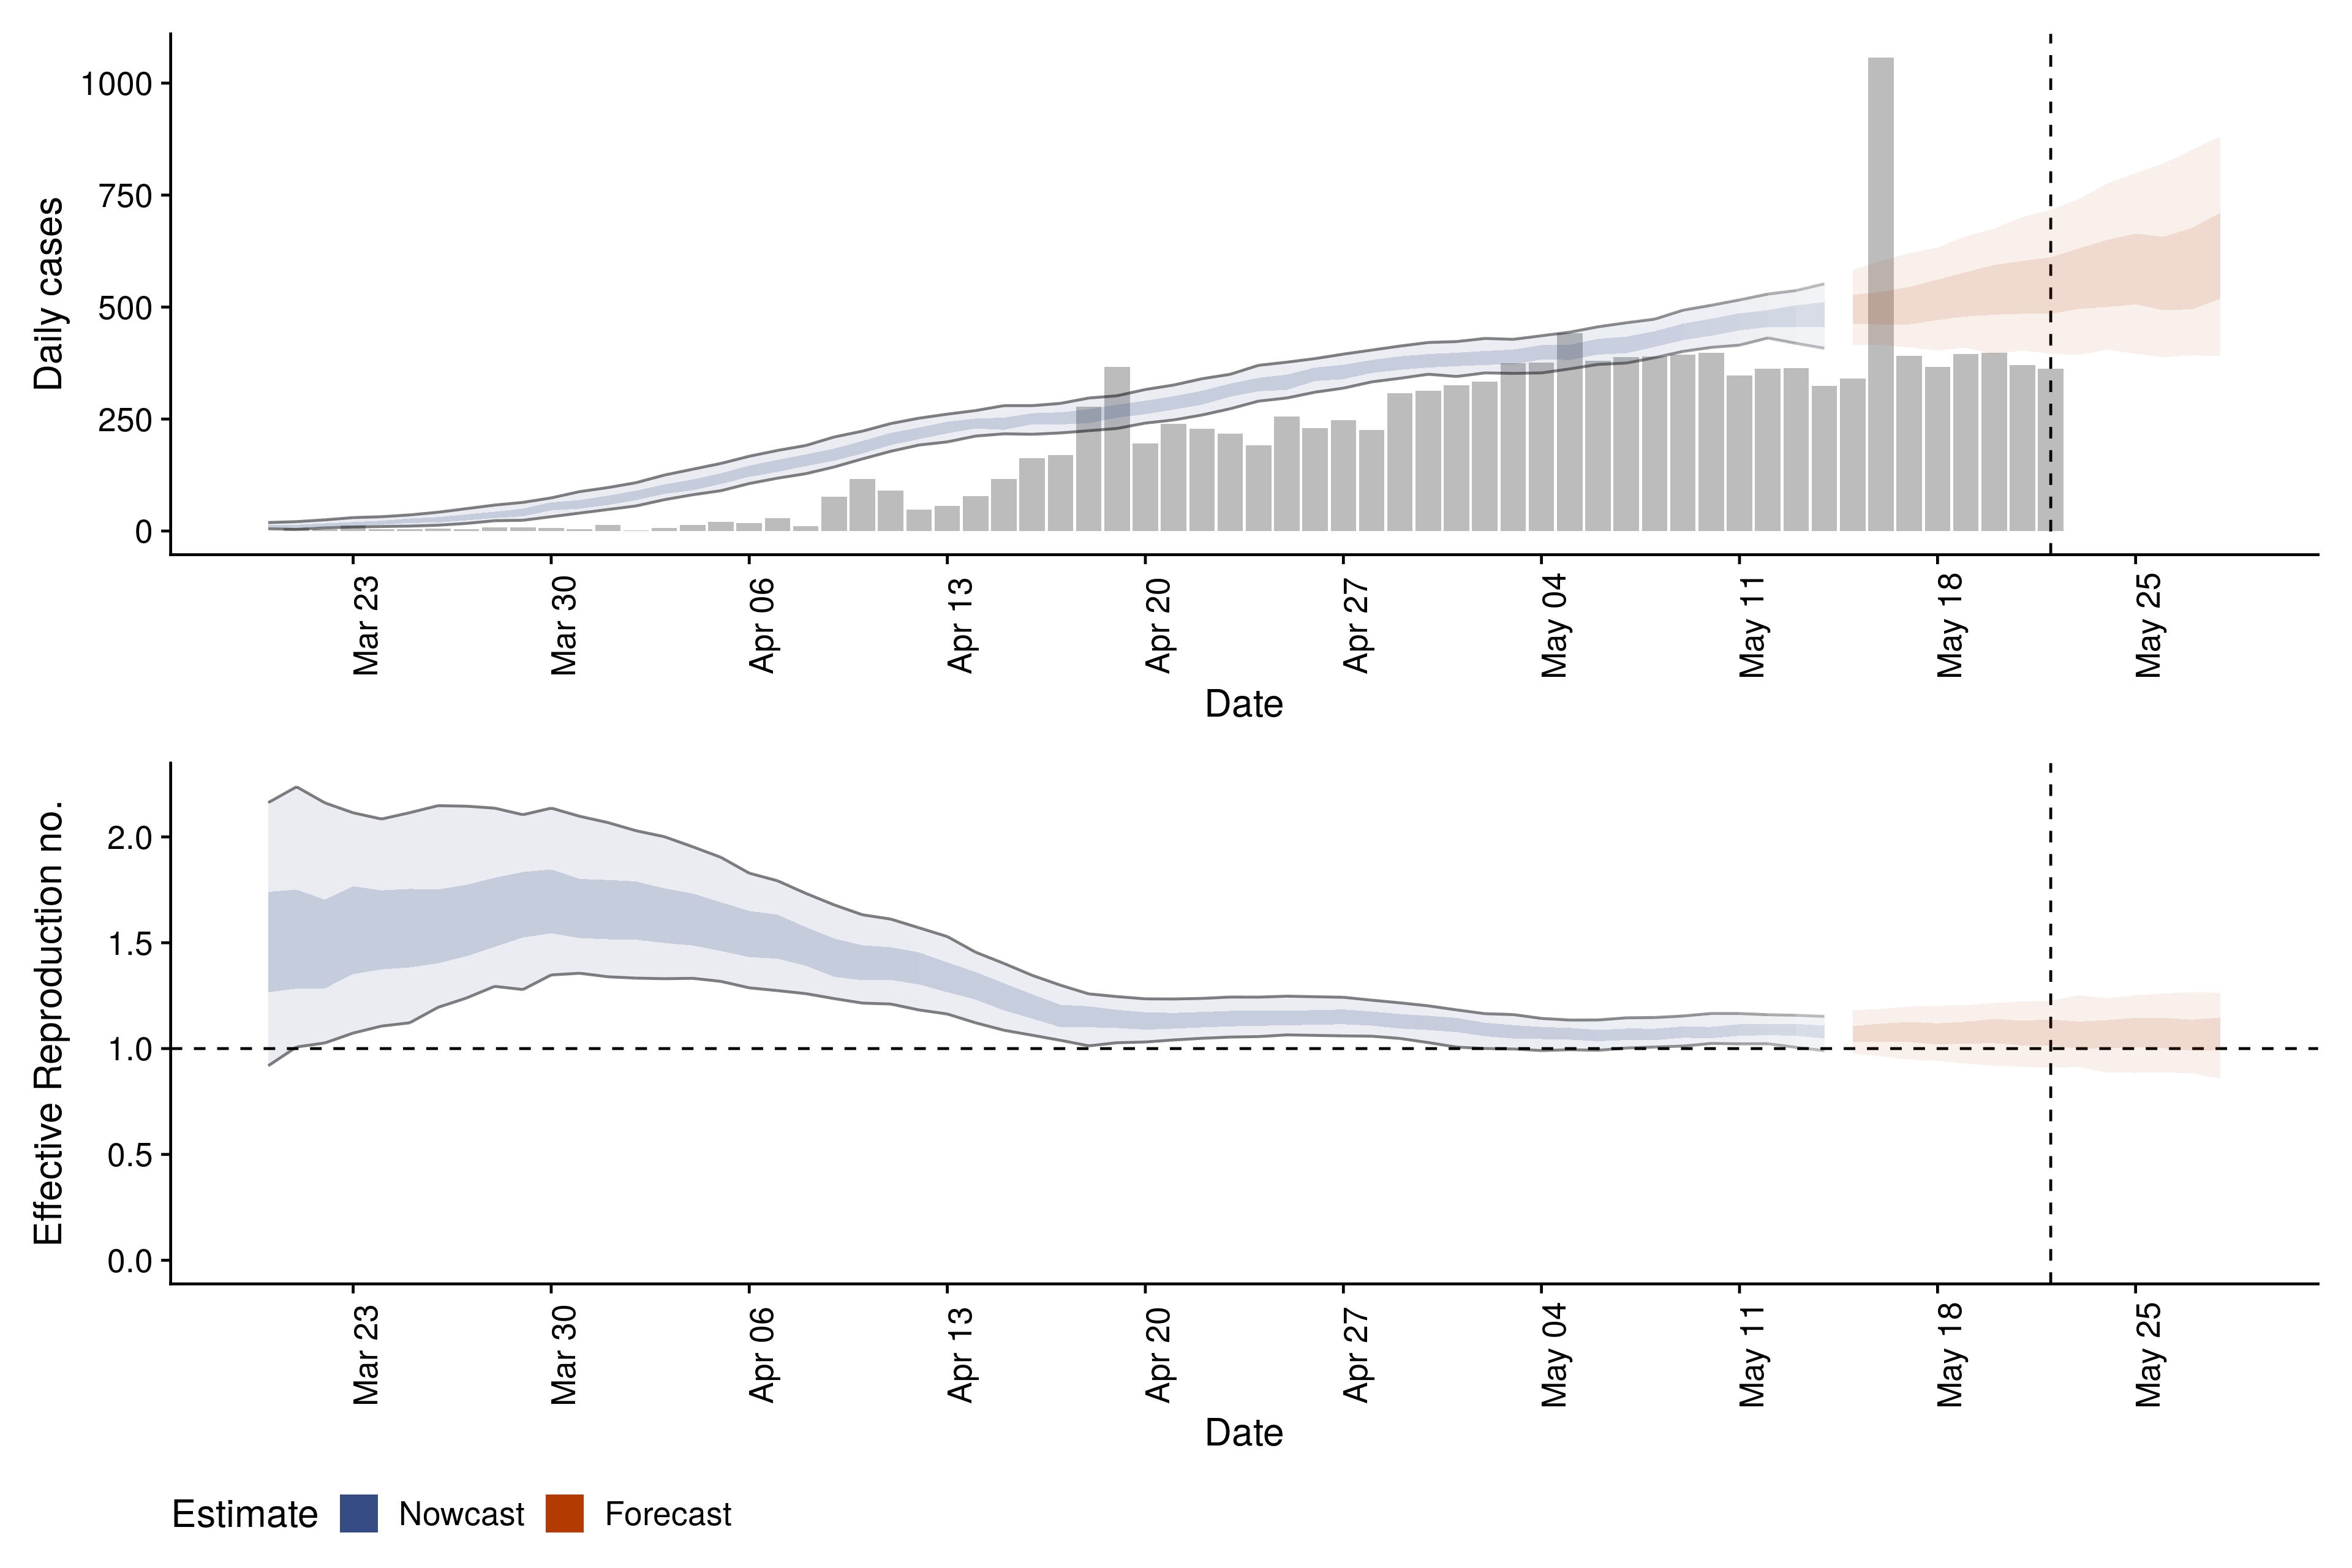 Daily cases
1000
750
500
250
0
Mar 23
Mar 30
Apr 06
Apr 13
Apr 20
Apr 27
May 04
May 11
May 18
May 25
Date
Effective Reproduction no.
2.0
1.5
1.0
0.5
0.0
Mar 23
Mar 30
Apr 06
Apr 13
Apr 20
Apr 27
May 04
May 11
May 18
May 25
Date
Estimate Nowcast Forecast